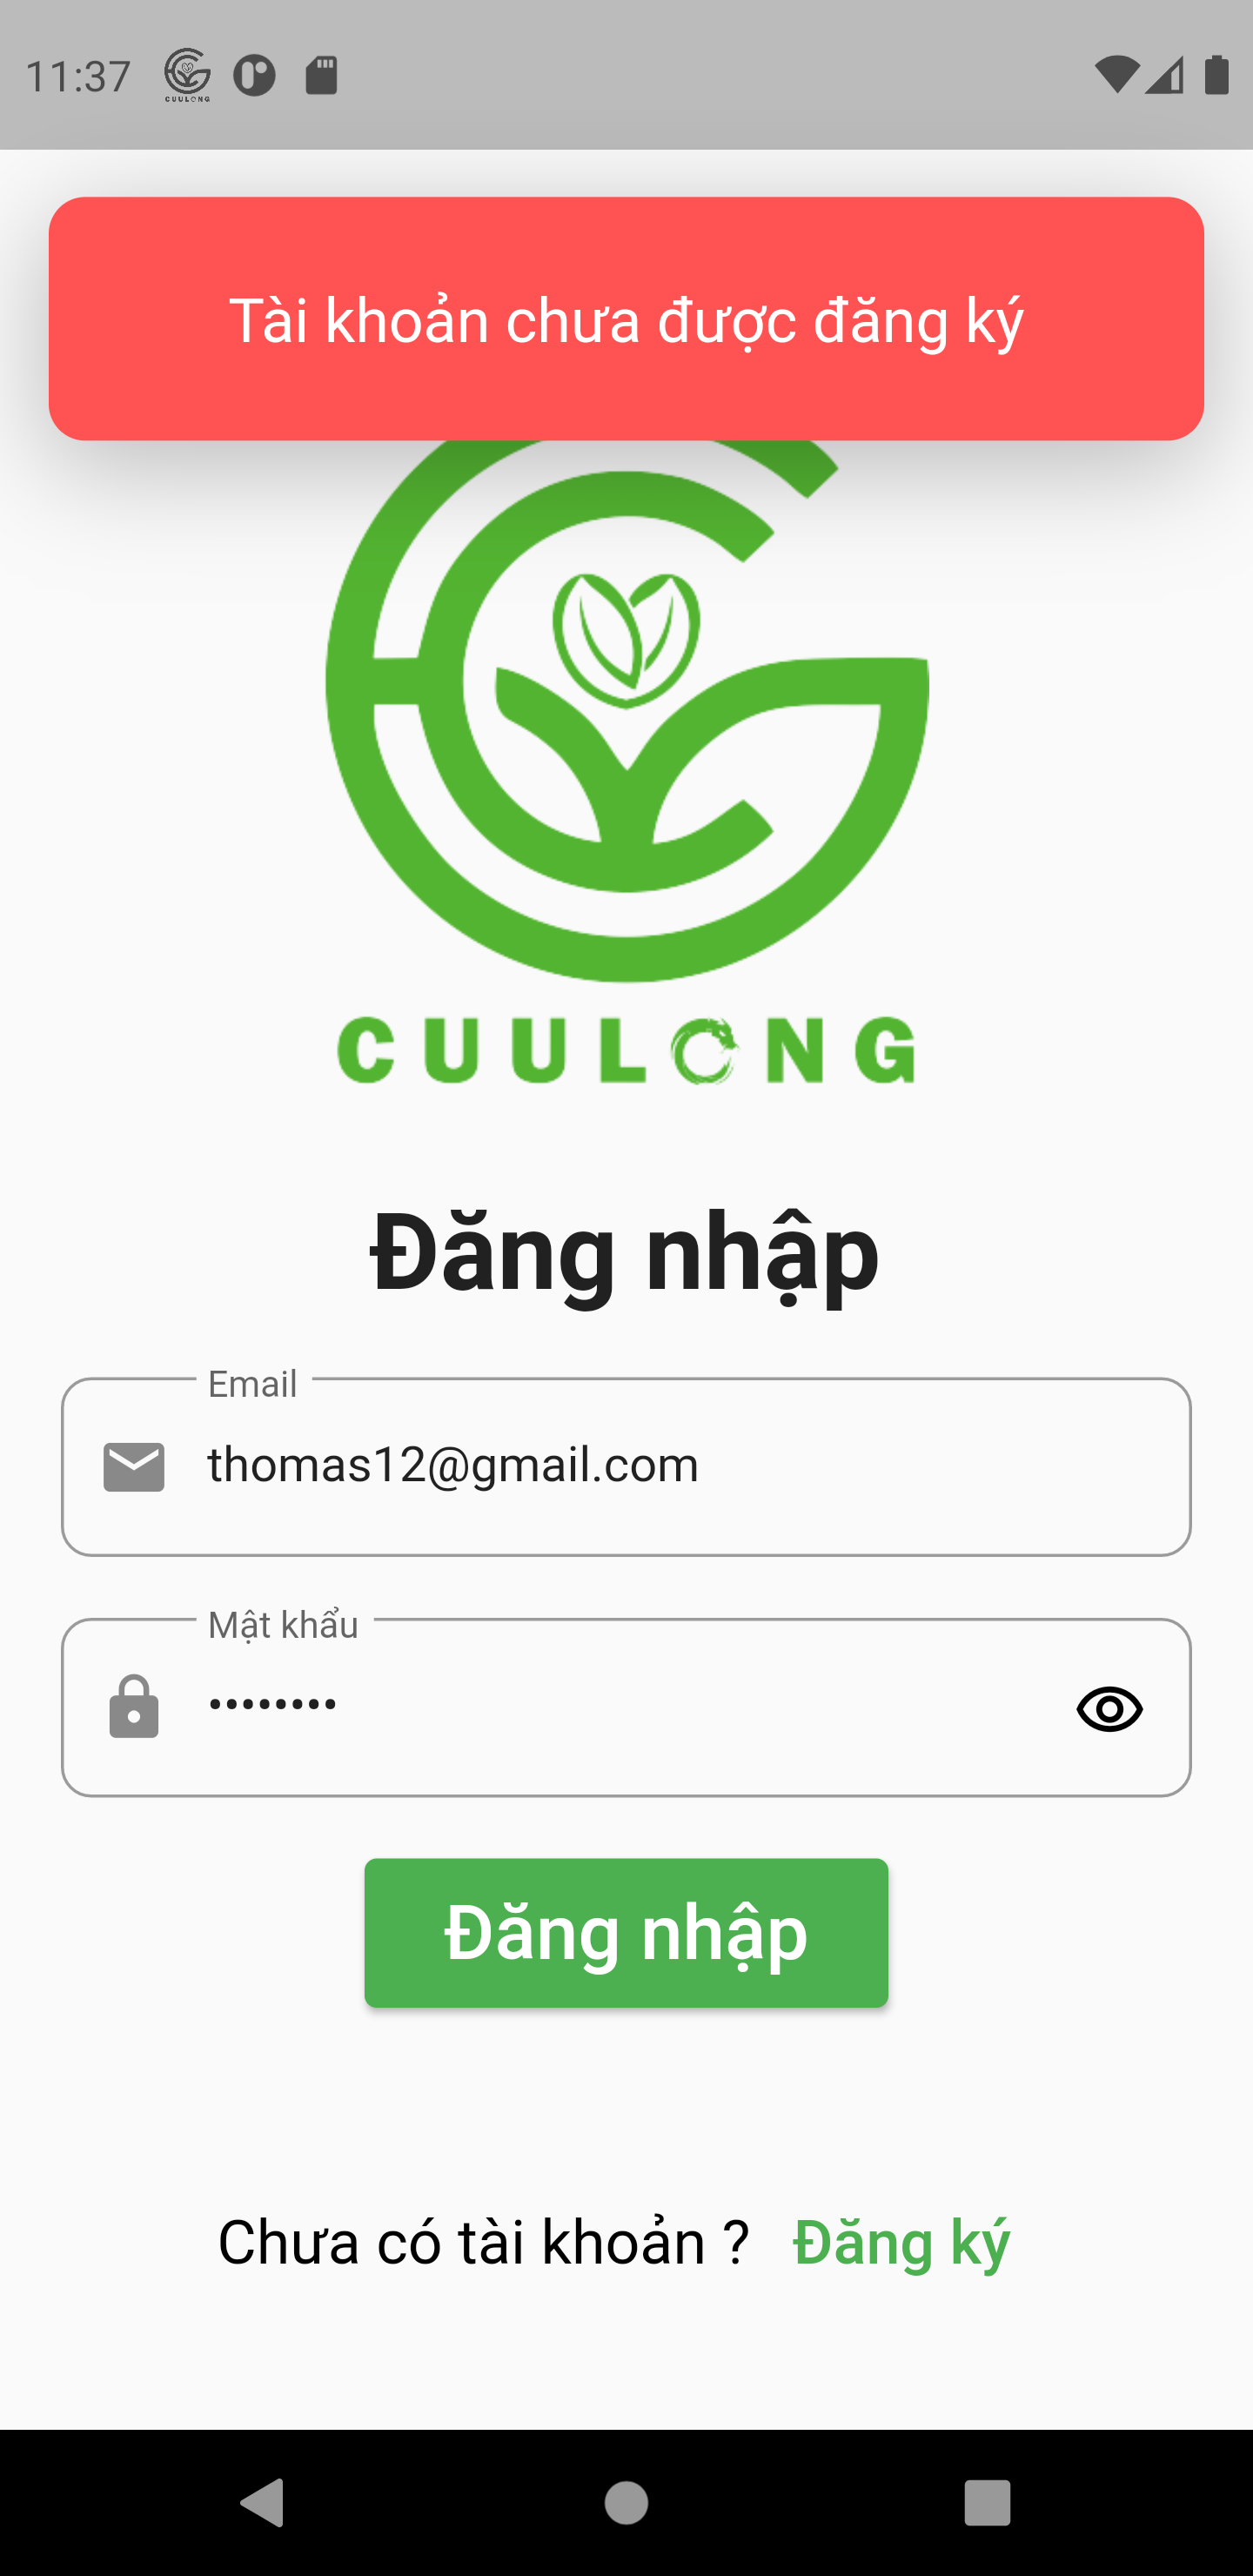 11:37
CUULONG
Tài khoản chưa được đăng ký
CUULONG
Đăng nhập
Email
thomas12@gmail.com
Mật khẩu
••••••••
Đăng nhập
Chưa có tài khoản ? Đăng ký